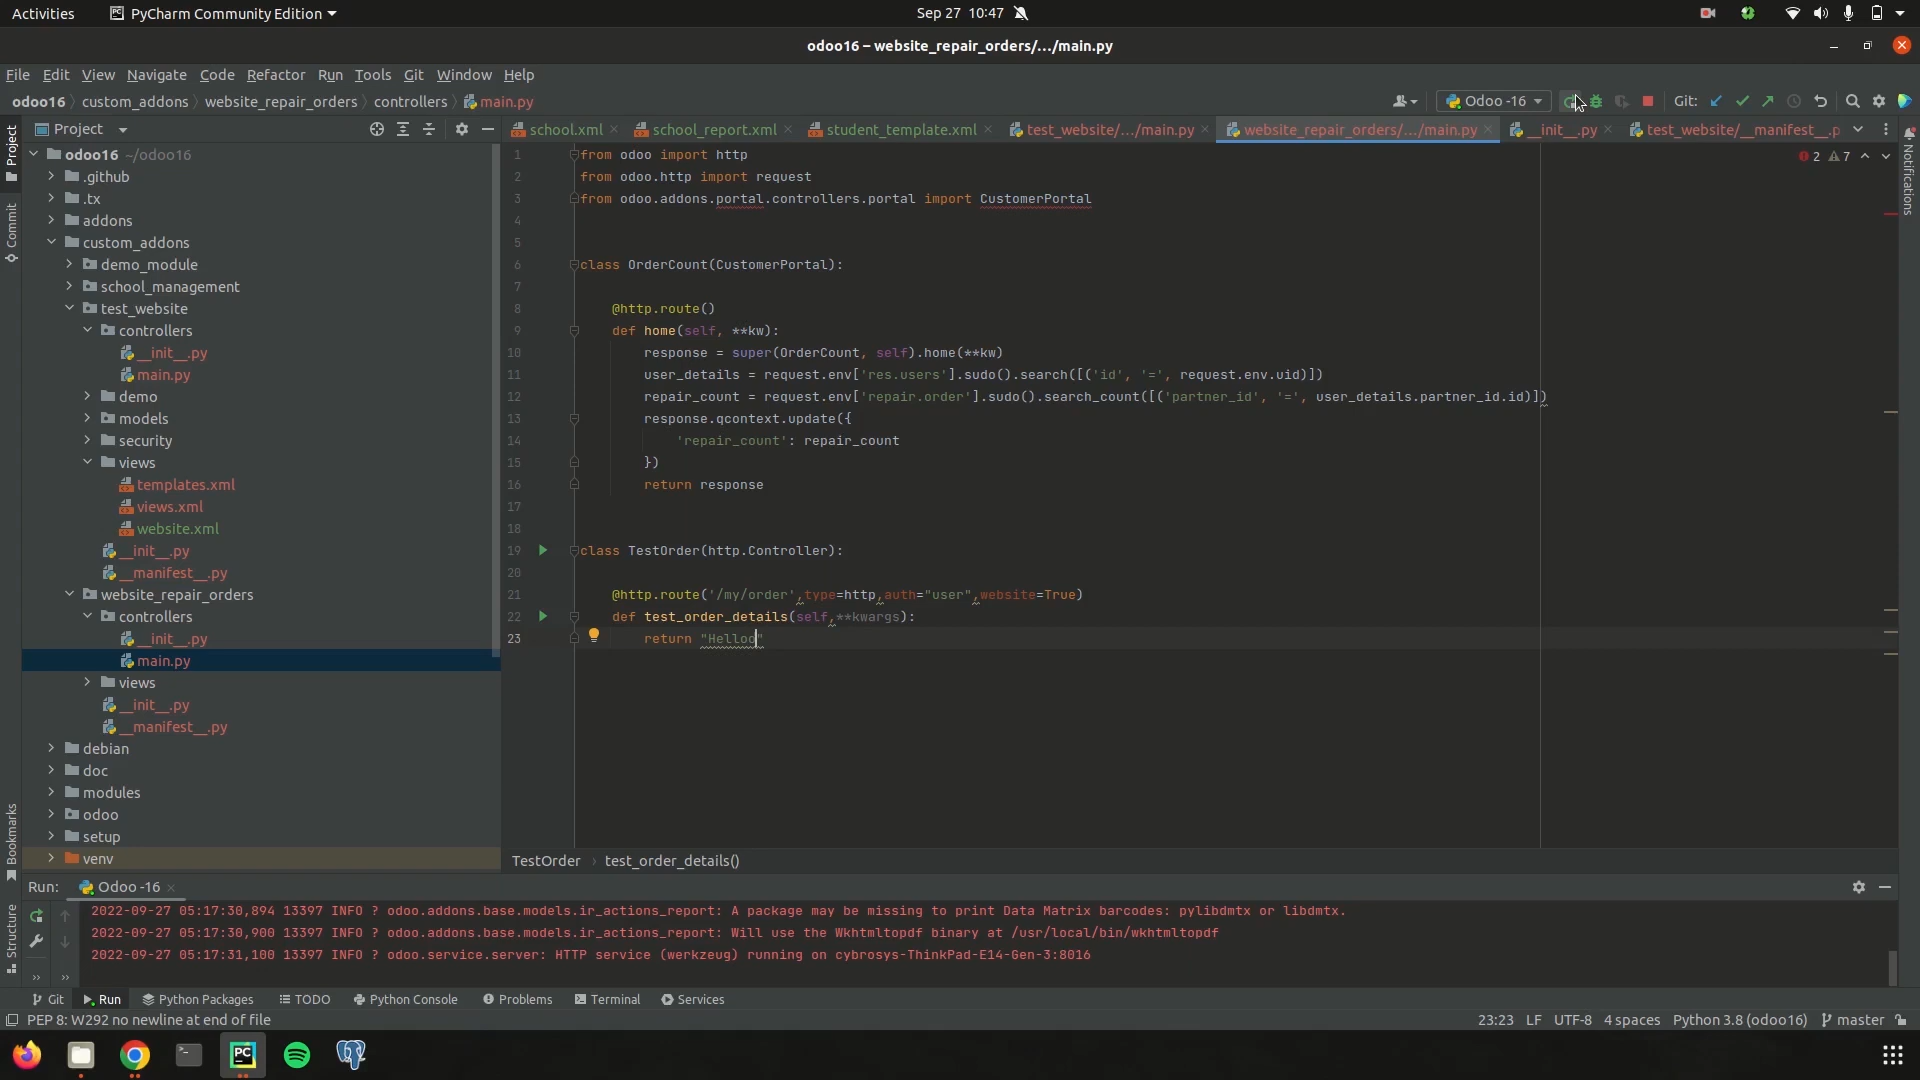 Activities
PyCharm Community Edition
Sep 27 10:47
odoo16 – website_repair_orders/…/main.py
File Edit View Navigate Code Refactor Run Tools Git Window Help
odoo16 custom_addons website_repair_orders controllers main.py
Odoo -16
Git:
Project
school.xml
school_report.xml
student_template.xml
test_website/…/main.py
website_repair_orders/…/main.py
__init__.py
test_website/__manifest__.p
Project
Commit
Bookmarks
Structure
Notifications
odoo16 ~/odoo16
.github
.tx
addons
custom_addons
demo_module
school_management
test_website
controllers
__init__.py
main.py
demo
models
security
views
templates.xml
views.xml
website.xml
__init__.py
__manifest__.py
website_repair_orders
controllers
__init__.py
main.py
views
__init__.py
__manifest__.py
debian
doc
modules
odoo
setup
venv
2 7
1 from odoo import http
2 from odoo.http import request
3 from odoo.addons.portal.controllers.portal import CustomerPortal
4
5
6 class OrderCount(CustomerPortal):
7
8 @http.route()
9 def home(self, **kw):
10 response = super(OrderCount, self).home(**kw)
11 user_details = request.env['res.users'].sudo().search([('id', '=', request.env.uid)])
12 repair_count = request.env['repair.order'].sudo().search_count([('partner_id', '=', user_details.partner_id.id)])
13 response.qcontext.update({
14 'repair_count': repair_count
15 })
16 return response
17
18
19 class TestOrder(http.Controller):
20
21 @http.route('/my/order',type=http,auth="user",website=True)
22 def test_order_details(self,**kwargs):
23 return "Helloo"
TestOrder › test_order_details()
Run: Odoo -16
2022-09-27 05:17:30,894 13397 INFO ? odoo.addons.base.models.ir_actions_report: A package may be missing to print Data Matrix barcodes: pylibdmtx or libdmtx.
2022-09-27 05:17:30,900 13397 INFO ? odoo.addons.base.models.ir_actions_report: Will use the Wkhtmltopdf binary at /usr/local/bin/wkhtmltopdf
2022-09-27 05:17:31,100 13397 INFO ? odoo.service.server: HTTP service (werkzeug) running on cybrosys-ThinkPad-E14-Gen-3:8016
Git Run Python Packages TODO Python Console Problems Terminal Services
PEP 8: W292 no newline at end of file
23:23 LF UTF-8 4 spaces Python 3.8 (odoo16) master